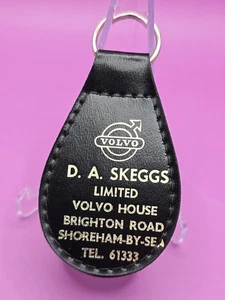 VOLVO
D. A. SKEGGS
LIMITED
VOLVO HOUSE
BRIGHTON ROAD
SHOREHAM-BY-SEA
TEL. 61333